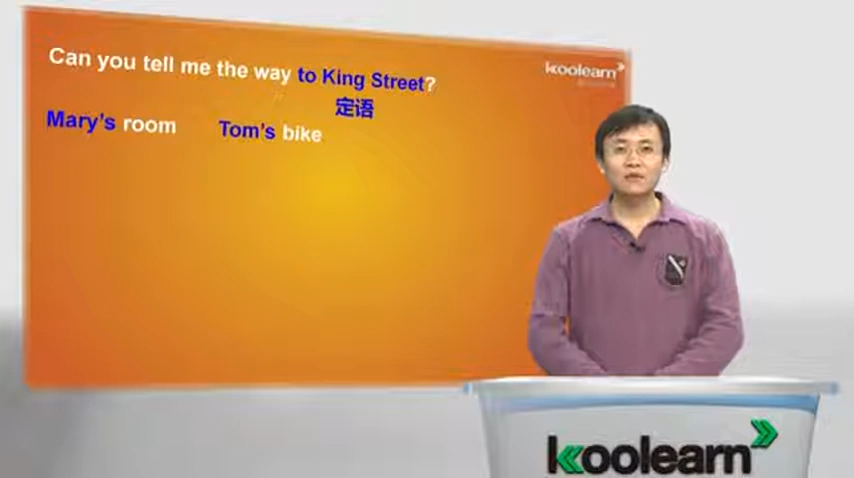 Can you tell me the way to King Street?
koolearn
定语
Mary's room Tom's bike
koolearn